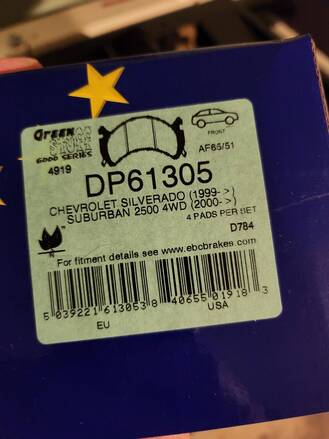 GREEN
STUFF
6000 SERIES
4919
FRONT
AF65/51
DP61305
CHEVROLET SILVERADO (1999->)
SUBURBAN 2500 4WD (2000->)
4 PADS PER SET
D784
N
For fitment details see www.ebcbrakes.com
5 039221 613053 8
40655 01918 3
EU
USA